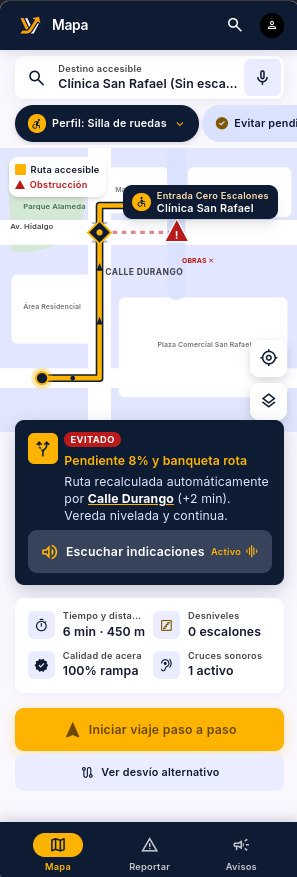 Mapa
Destino accesible
Clínica San Rafael (Sin esca...
Perfil: Silla de ruedas
Evitar pendi
Ruta accesible
Obstrucción
Parque Alameda
Av. Hidalgo
Entrada Cero Escalones
Clínica San Rafael
OBRAS ×
CALLE DURANGO
Área Residencial
Plaza Comercial San Rafael
EVITADO
Pendiente 8% y banqueta rota
Ruta recalculada automáticamente
por Calle Durango (+2 min).
Vereda nivelada y continua.
Escuchar indicaciones
Activo
Tiempo y dista...
6 min · 450 m
Desniveles
0 escalones
Calidad de acera
100% rampa
Cruces sonoros
1 activo
Iniciar viaje paso a paso
Ver desvío alternativo
Mapa
Reportar
Avisos